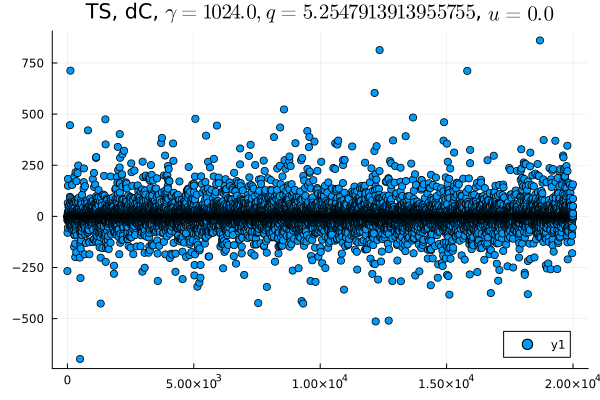 TS, dC, γ = 1024.0, q = 5.2547913913955755, u = 0.0
750
500
250
0
−250
−500
0 5.00×10³ 1.00×10⁴ 1.50×10⁴ 2.00×10⁴
y1